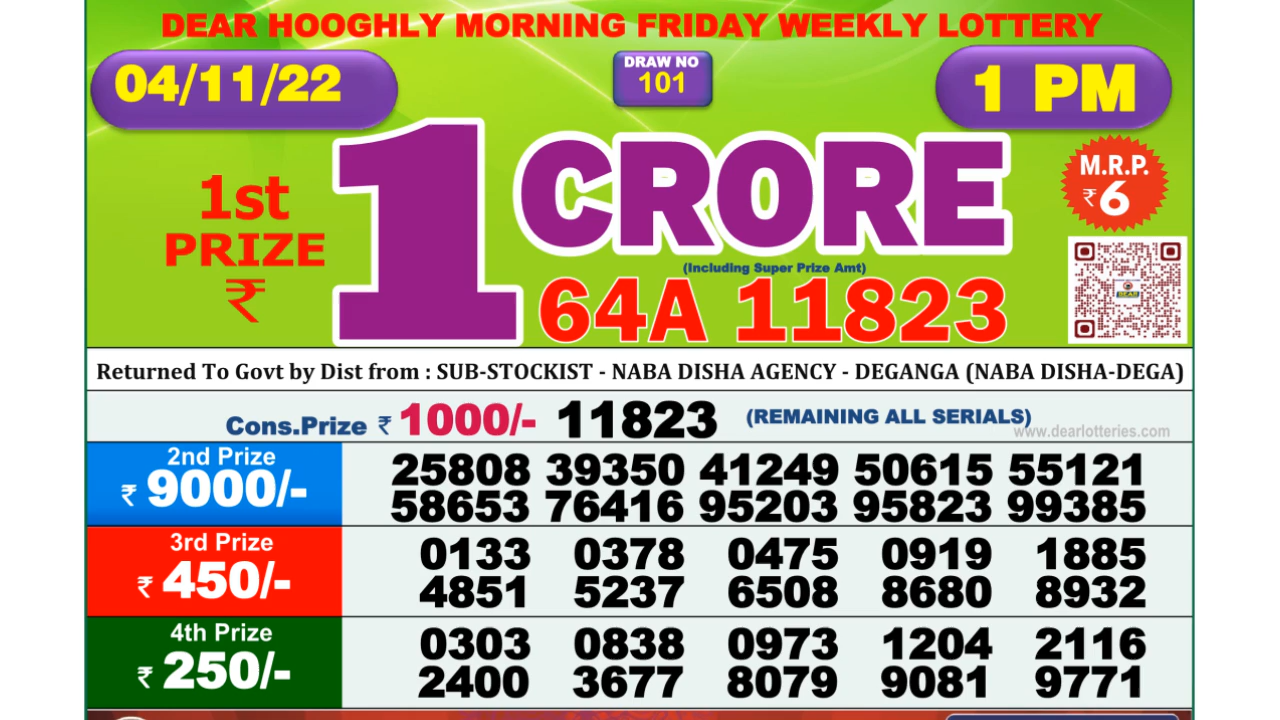 DEAR HOOGHLY MORNING FRIDAY WEEKLY LOTTERY
04/11/22
DRAW NO
101
1 PM
1st
PRIZE
₹
1 CRORE
(Including Super Prize Amt)
64A 11823
M.R.P.
₹6
DEAR
Returned To Govt by Dist from : SUB-STOCKIST - NABA DISHA AGENCY - DEGANGA (NABA DISHA-DEGA)
Cons.Prize ₹ 1000/- 11823 (REMAINING ALL SERIALS)
www.dearlotteries.com
2nd Prize
₹ 9000/-
25808 39350 41249 50615 55121
58653 76416 95203 95823 99385
3rd Prize
₹ 450/-
0133 0378 0475 0919 1885
4851 5237 6508 8680 8932
4th Prize
₹ 250/-
0303 0838 0973 1204 2116
2400 3677 8079 9081 9771